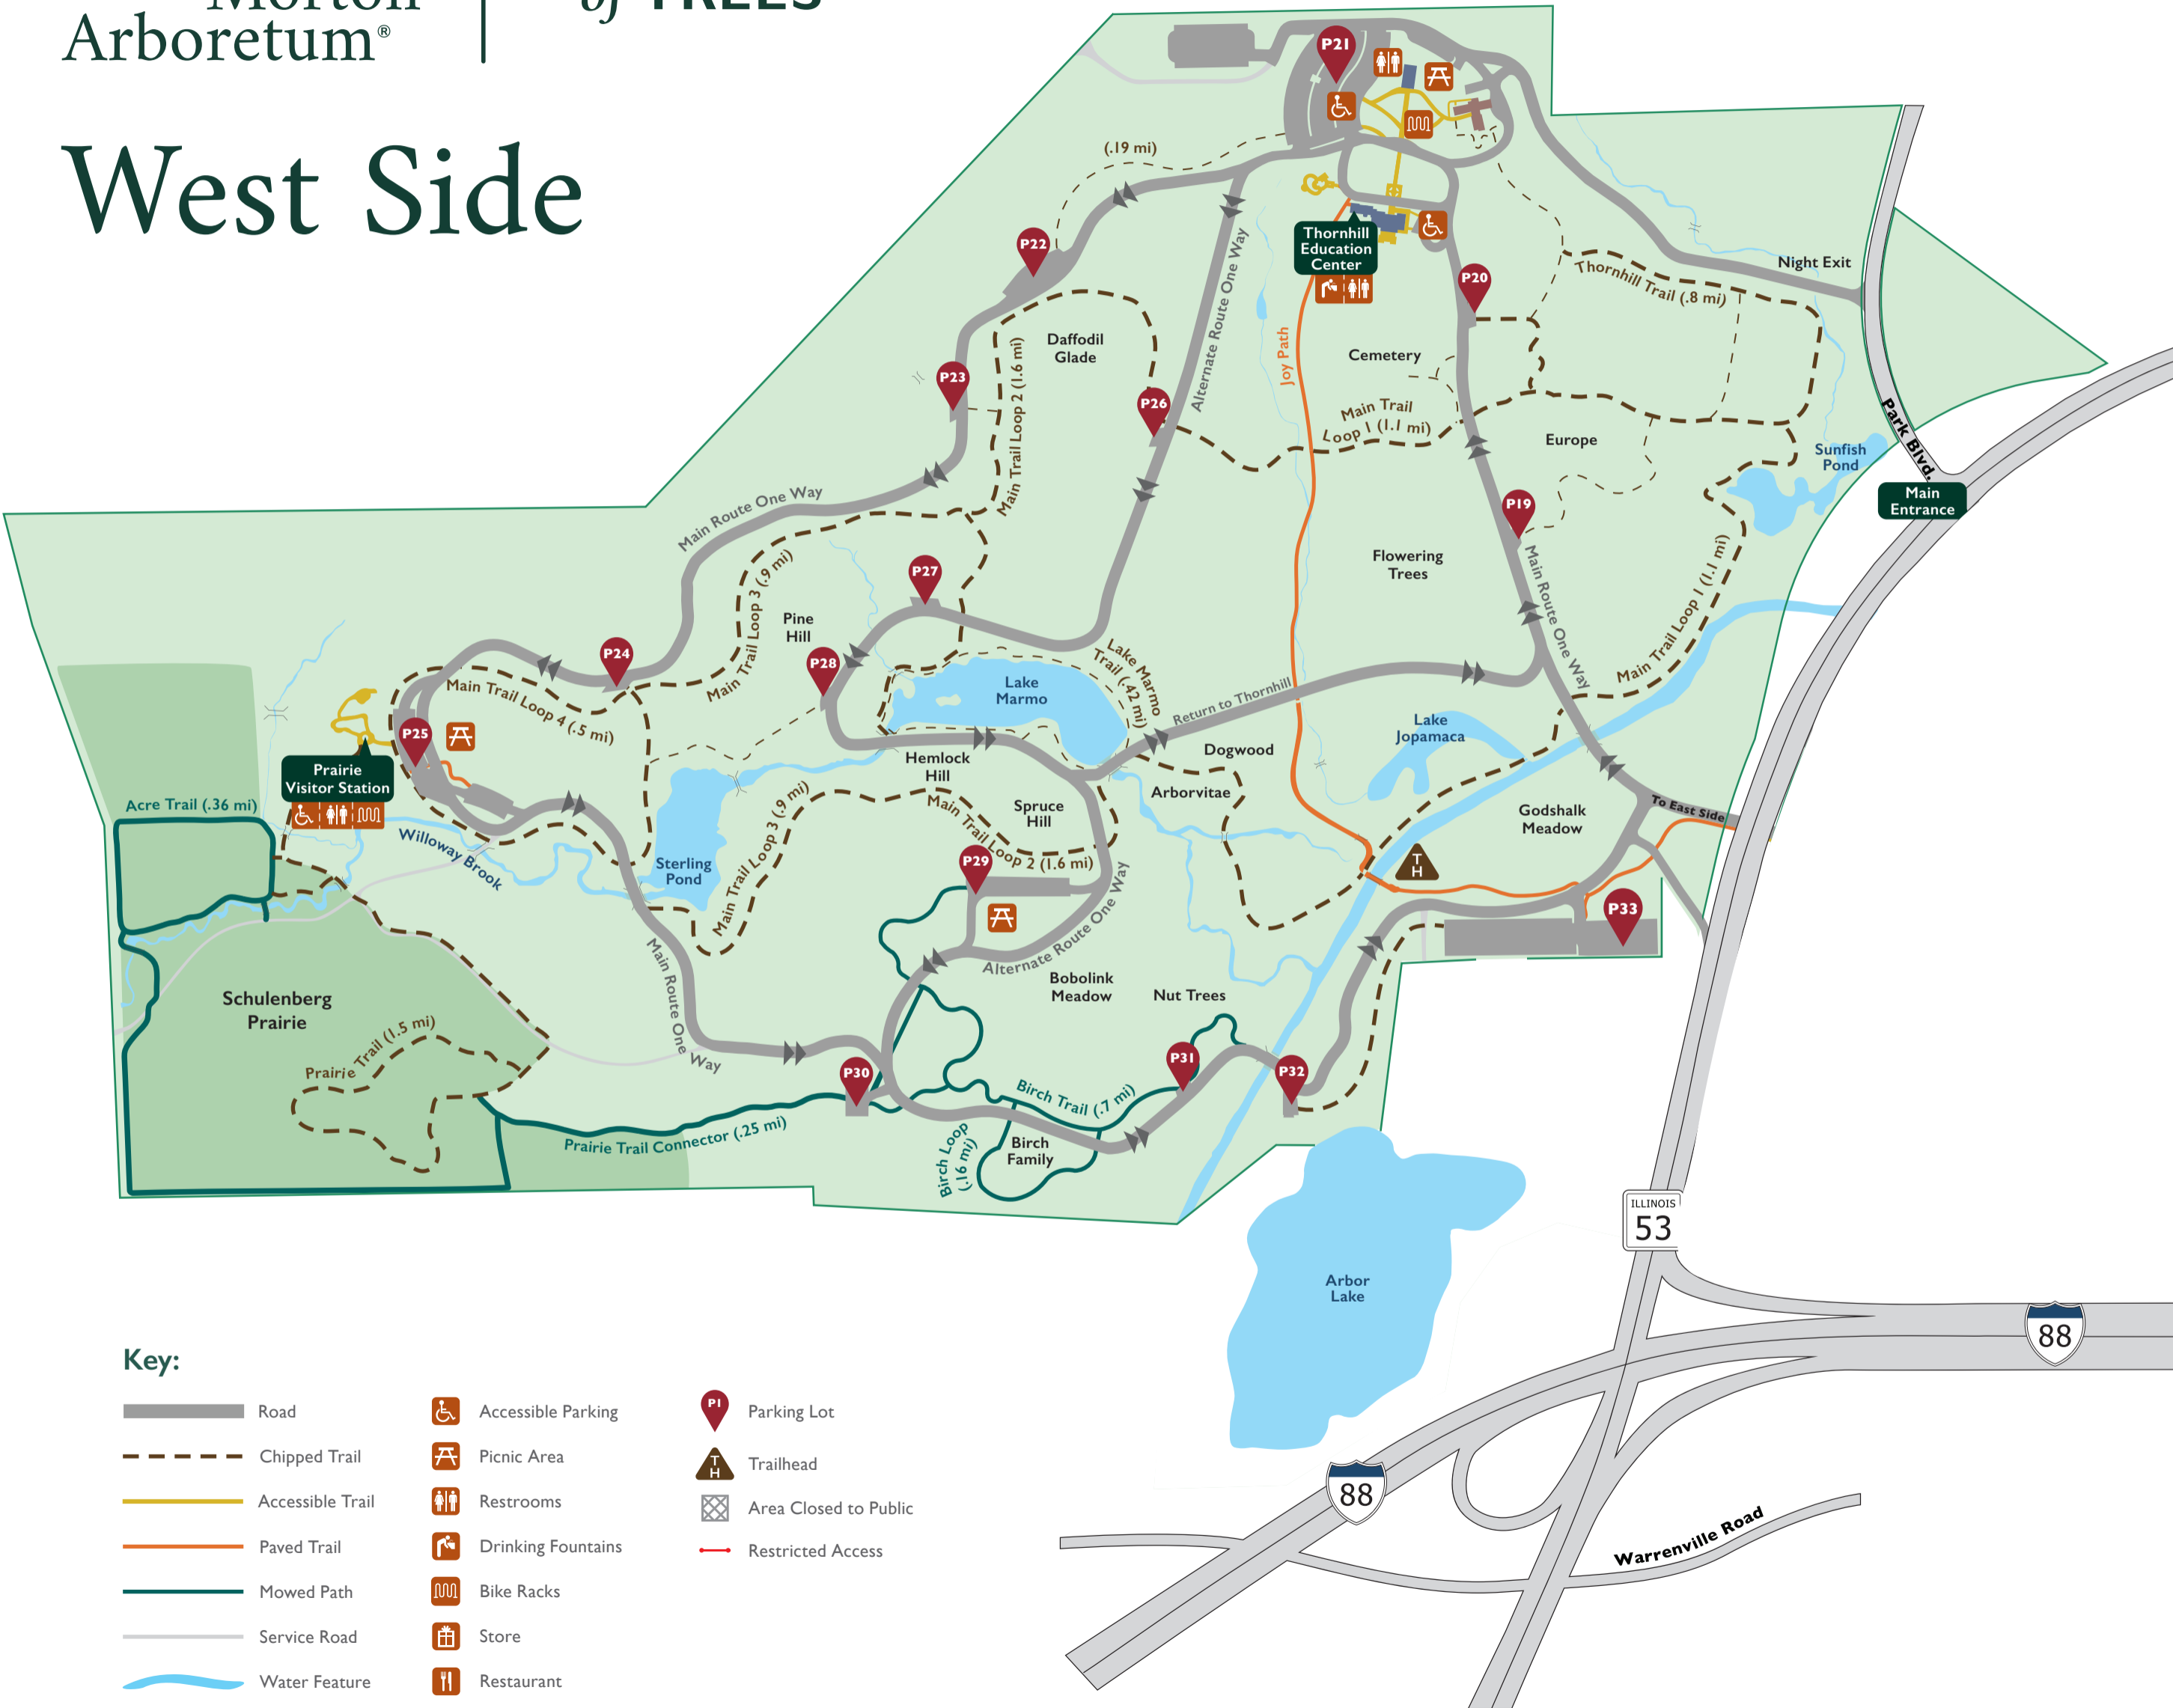 Arboretum®
of TREES
West Side
P21
(.19 mi)
P22
Thornhill
Education
Center
P20
Night Exit
Thornhill Trail (.8 mi)
Alternate Route One Way
Daffodil
Glade
Main Trail Loop 2 (1.6 mi)
P23
P26
Joy Path
Cemetery
Main Trail
Loop 1 (1.1 mi)
Europe
Sunfish
Pond
Park Blvd.
Main
Entrance
Main Route One Way
P19
Flowering
Trees
Main Route One Way
Main Trail Loop 1 (1.1 mi)
Main Trail Loop 3 (.9 mi)
P27
Pine
Hill
P28
P24
Lake
Marmo
Lake Marmo
Trail (.42 mi)
Return to Thornhill
Main Trail Loop 4 (.5 mi)
P25
Prairie
Visitor Station
Lake
Jopamaca
Dogwood
Hemlock
Hill
Arborvitae
Spruce
Hill
Godshalk
Meadow
To East Side
Acre Trail (.36 mi)
Willoway Brook
Sterling
Pond
Main Trail Loop 3 (.9 mi)
Main Trail Loop 2 (1.6 mi)
P29
T
H
P33
Alternate Route One Way
Main Route One Way
Bobolink
Meadow
Nut Trees
Schulenberg
Prairie
Prairie Trail (1.5 mi)
P30
P31
P32
Birch Trail (.7 mi)
Prairie Trail Connector (.25 mi)
Birch Loop
(.16 mi)
Birch
Family
ILLINOIS
53
Arbor
Lake
88
88
Warrenville Road
Key:
Road
Chipped Trail
Accessible Trail
Paved Trail
Mowed Path
Service Road
Water Feature
Accessible Parking
Picnic Area
Restrooms
Drinking Fountains
Bike Racks
Store
Restaurant
P1
Parking Lot
T
H
Trailhead
Area Closed to Public
Restricted Access